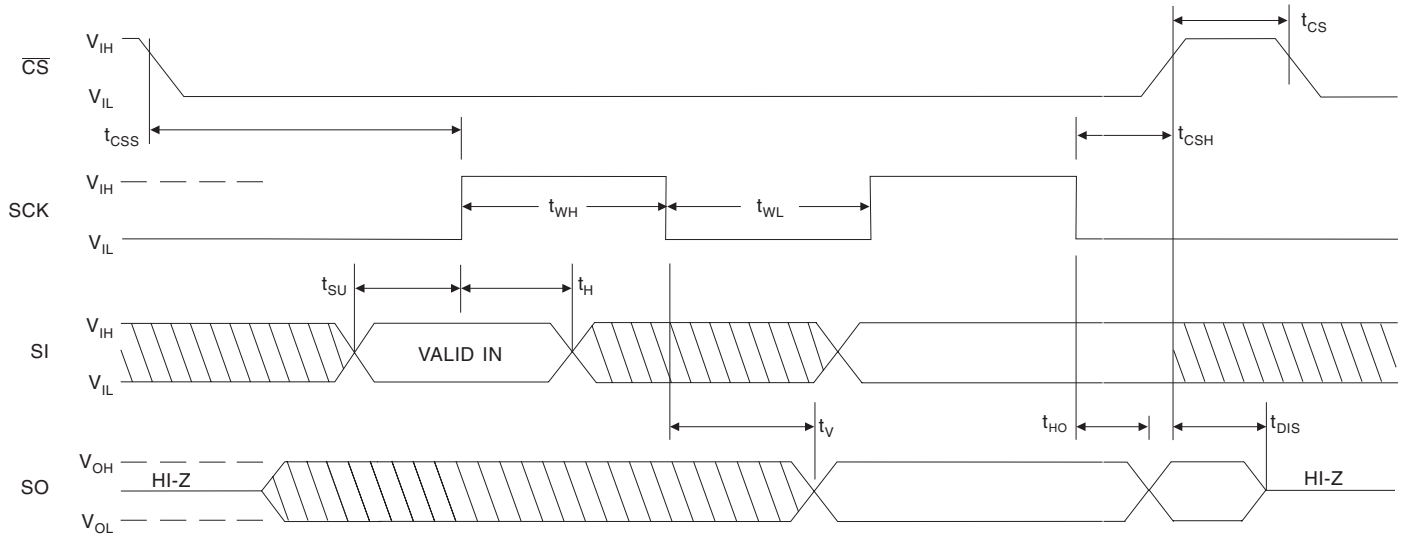 t_CS
V_IH
C̅S̅
V_IL
t_CSS
t_CSH
V_IH
SCK
t_WH
t_WL
V_IL
t_SU
t_H
V_IH
SI
VALID IN
V_IL
t_V
t_HO
t_DIS
V_OH
SO
HI-Z
HI-Z
V_OL